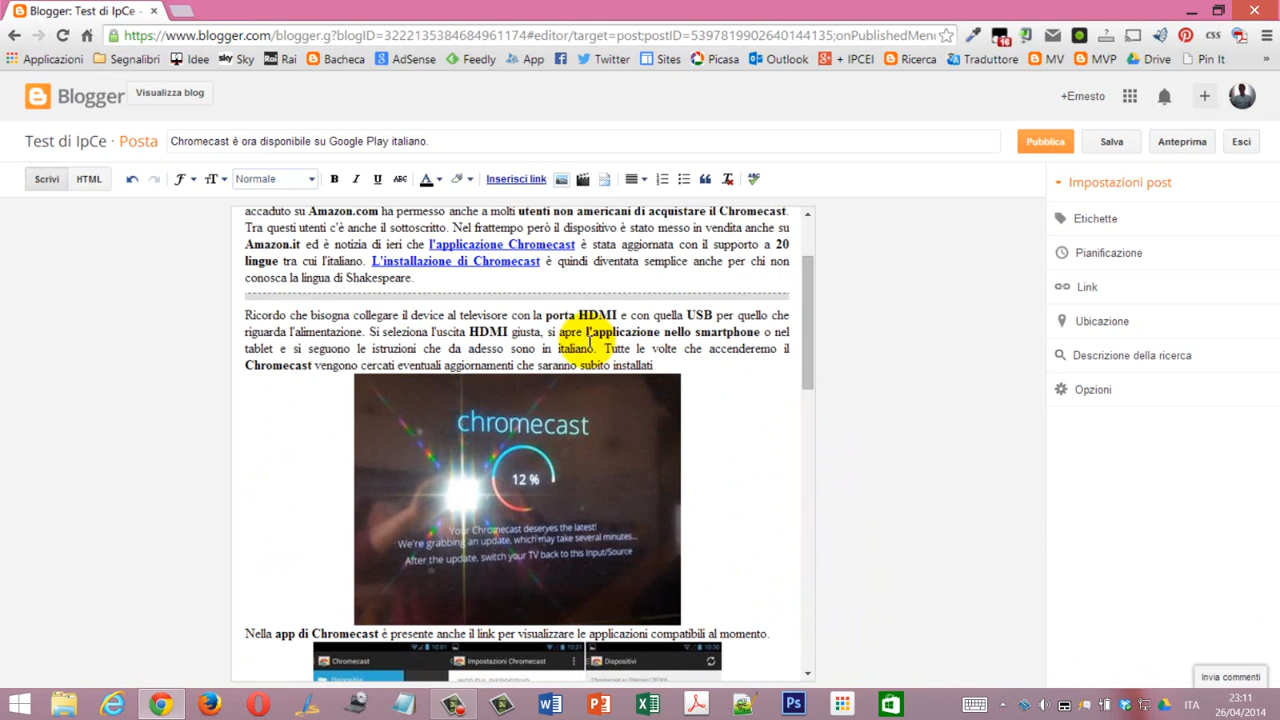 Blogger: Test di IpCe -
https://www.blogger.com/blogger.g?blogID=3222135384684961174#editor/target=post;postID=5397819902640144135;onPublishedMenu
Applicazioni Segnalibri Idee Sky Rai Bacheca AdSense Feedly App Twitter Sites Picasa Outlook + IPCEI Ricerca Traduttore MV MVP Drive Pin It »
Blogger Visualizza blog +Ernesto
Test di IpCe · Posta Chromecast é ora disponibile su Google Play italiano. Pubblica Salva Anteprima Esci
Scrivi HTML Normale B I U ABC A Inserisci link
Impostazioni post
Etichette
Pianificazione
Link
Ubicazione
Descrizione della ricerca
Opzioni
accaduto su Amazon.com ha permesso anche a molti utenti non americani di acquistare il Chromecast.
Tra questi utenti c'è anche il sottoscritto. Nel frattempo però il dispositivo è stato messo in vendita anche su
Amazon.it ed è notizia di ieri che l'applicazione Chromecast è stata aggiornata con il supporto a 20
lingue tra cui l'italiano. L'installazione di Chromecast è quindi diventata semplice anche per chi non
conosca la lingua di Shakespeare.
Ricordo che bisogna collegare il device al televisore con la porta HDMI e con quella USB per quello che
riguarda l'alimentazione. Si seleziona l'uscita HDMI giusta, si apre l'applicazione nello smartphone o nel
tablet e si seguono le istruzioni che da adesso sono in italiano. Tutte le volte che accenderemo il
Chromecast vengono cercati eventuali aggiornamenti che saranno subito installati
chromecast
12 %
Your Chromecast deserves the latest!
We're grabbing an update, which may take several minutes...
After the update, switch your TV back to this Input/Source
Nella app di Chromecast è presente anche il link per visualizzare le applicazioni compatibili al momento.
10:01 10:31 10:30
Chromecast Impostazioni Chromecast Dispositivi
Dispositivi
Invia commenti
ITA
23:11
26/04/2014